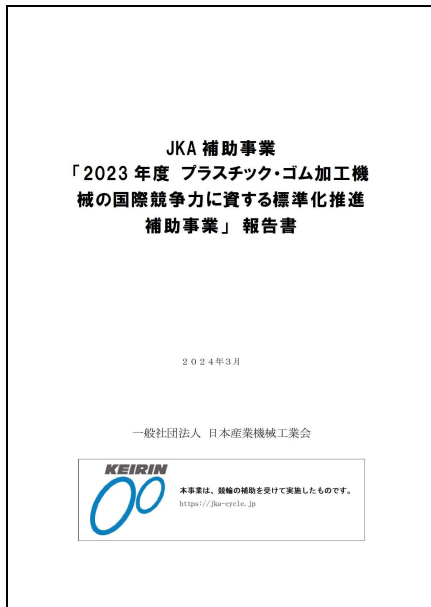 JKA 補助事業
「2023 年度 プラスチック・ゴム加工機
械の国際競争力に資する標準化推進
補助事業」 報告書
２０２４年３月
一般社団法人 日本産業機械工業会
KEIRIN
本事業は、競輪の補助を受けて実施したものです。
https://jka-cycle.jp